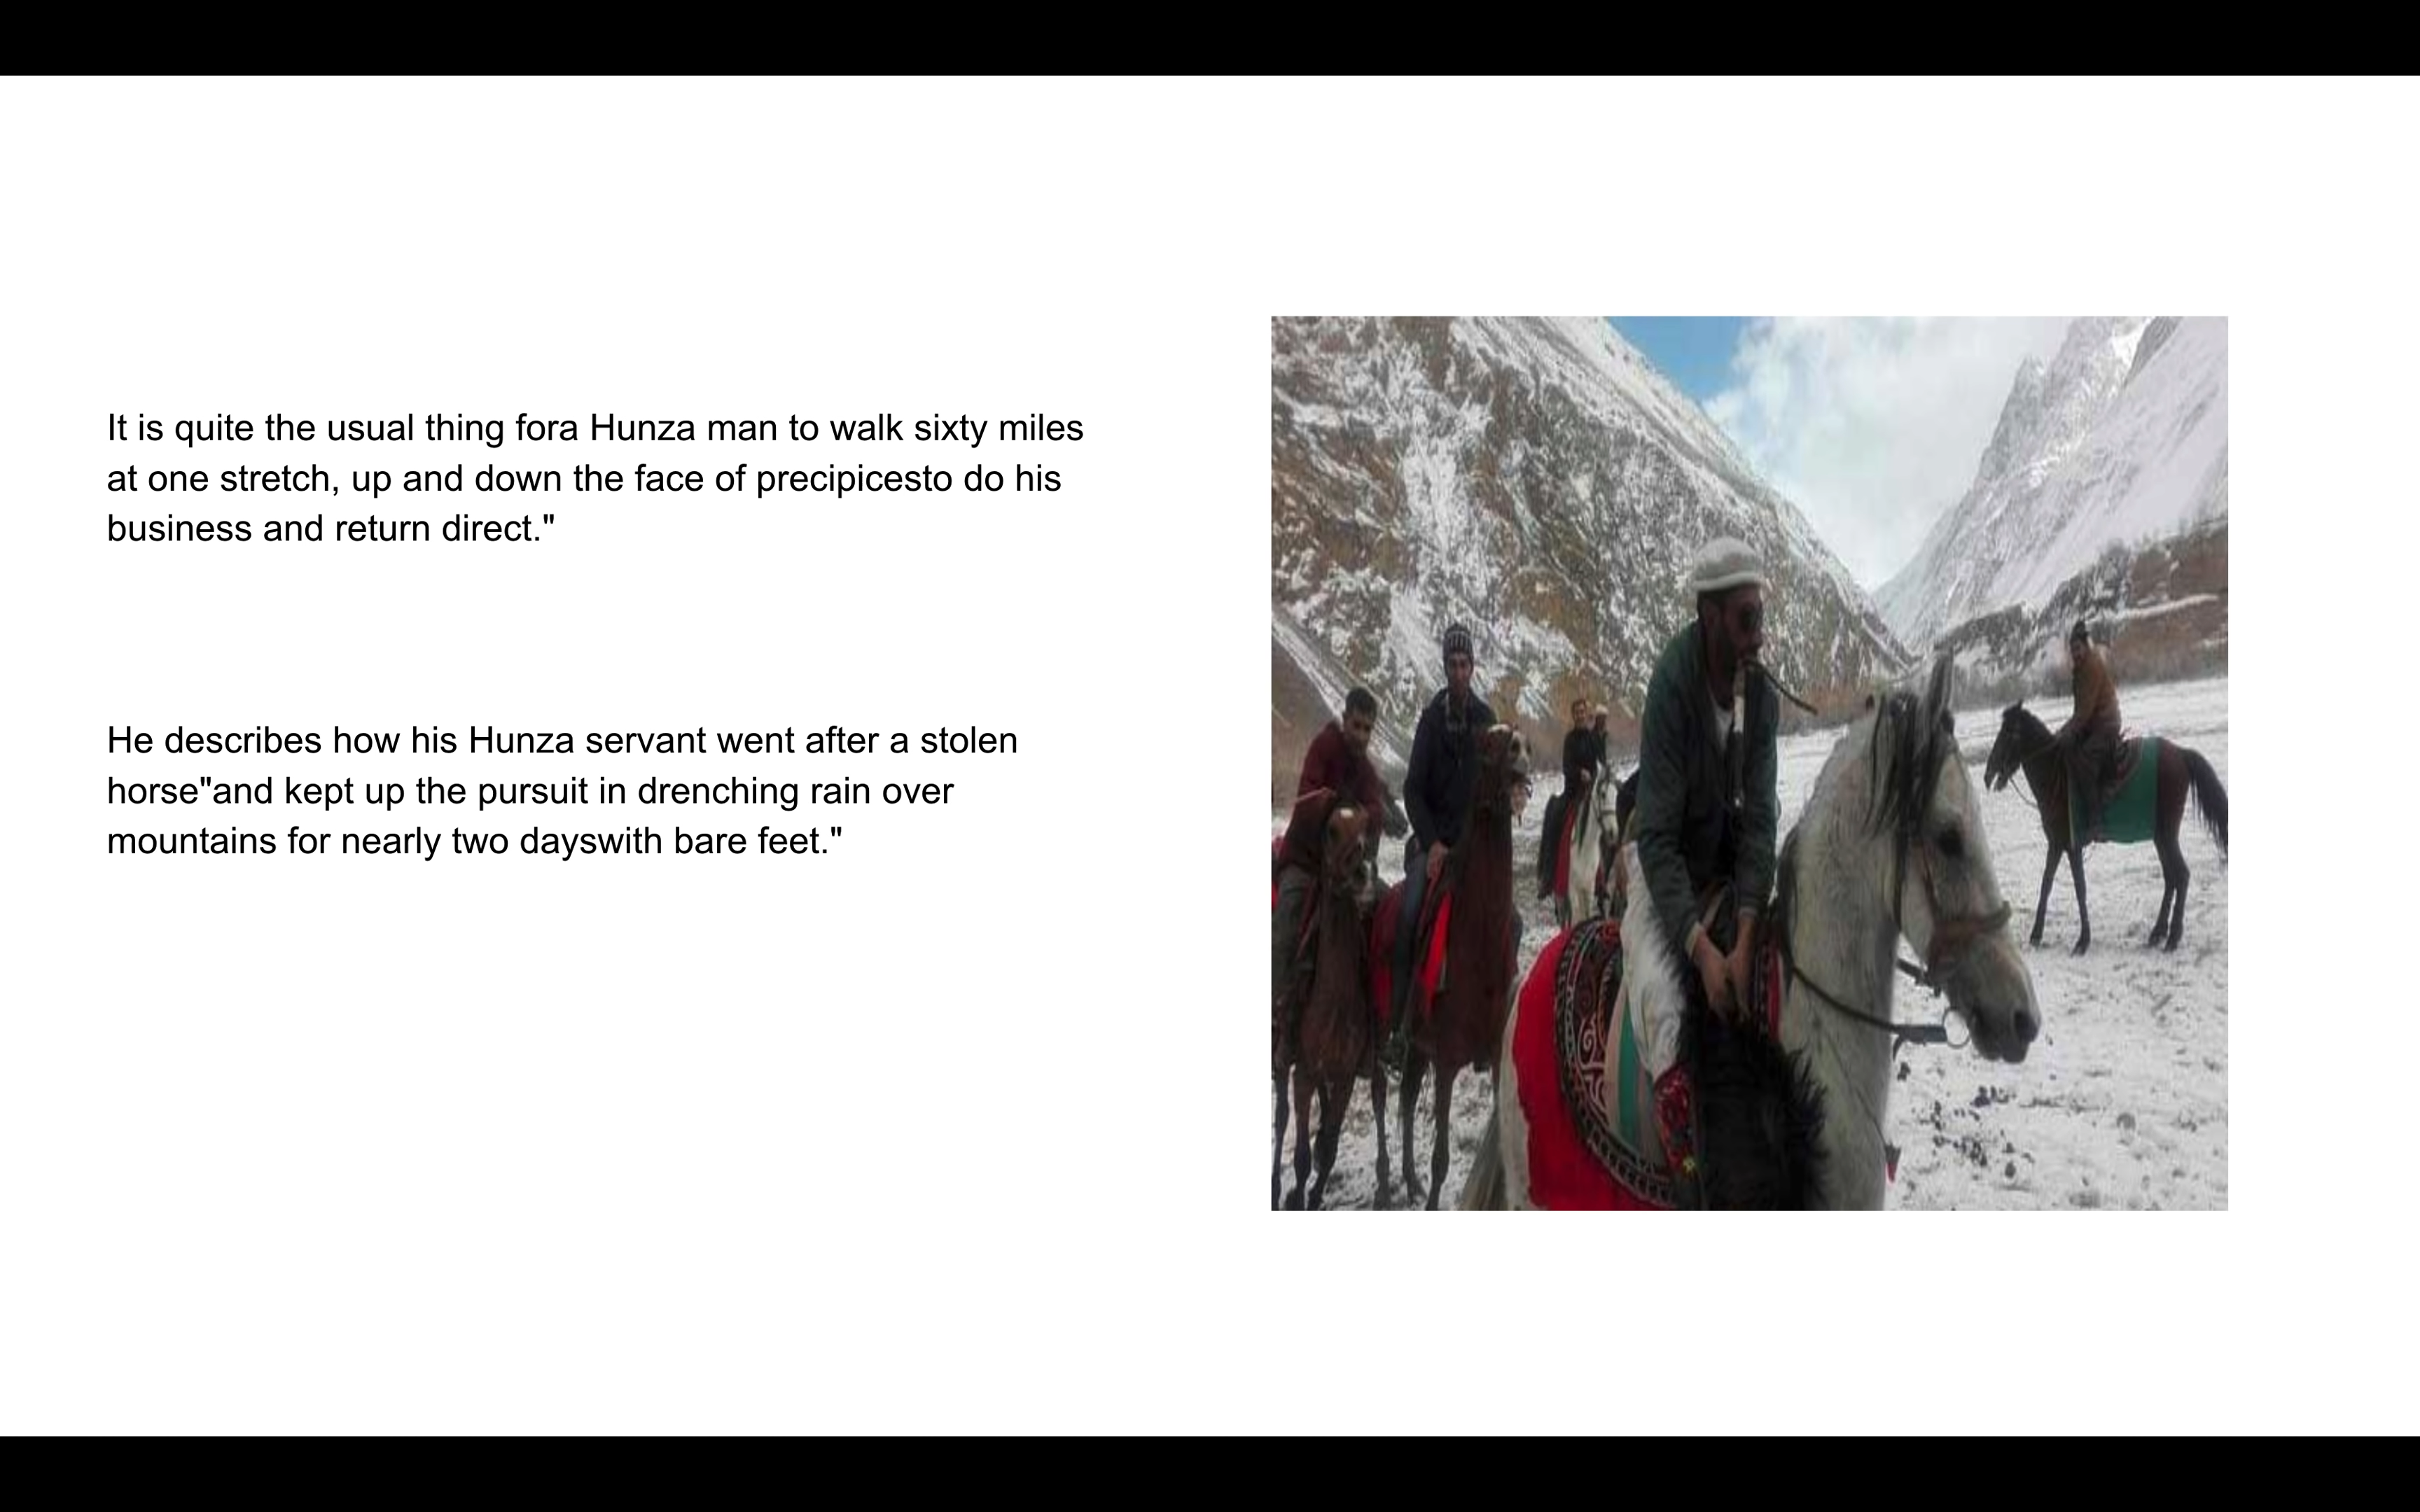 It is quite the usual thing fora Hunza man to walk sixty miles
at one stretch, up and down the face of precipicesto do his
business and return direct."
He describes how his Hunza servant went after a stolen
horse"and kept up the pursuit in drenching rain over
mountains for nearly two dayswith bare feet."